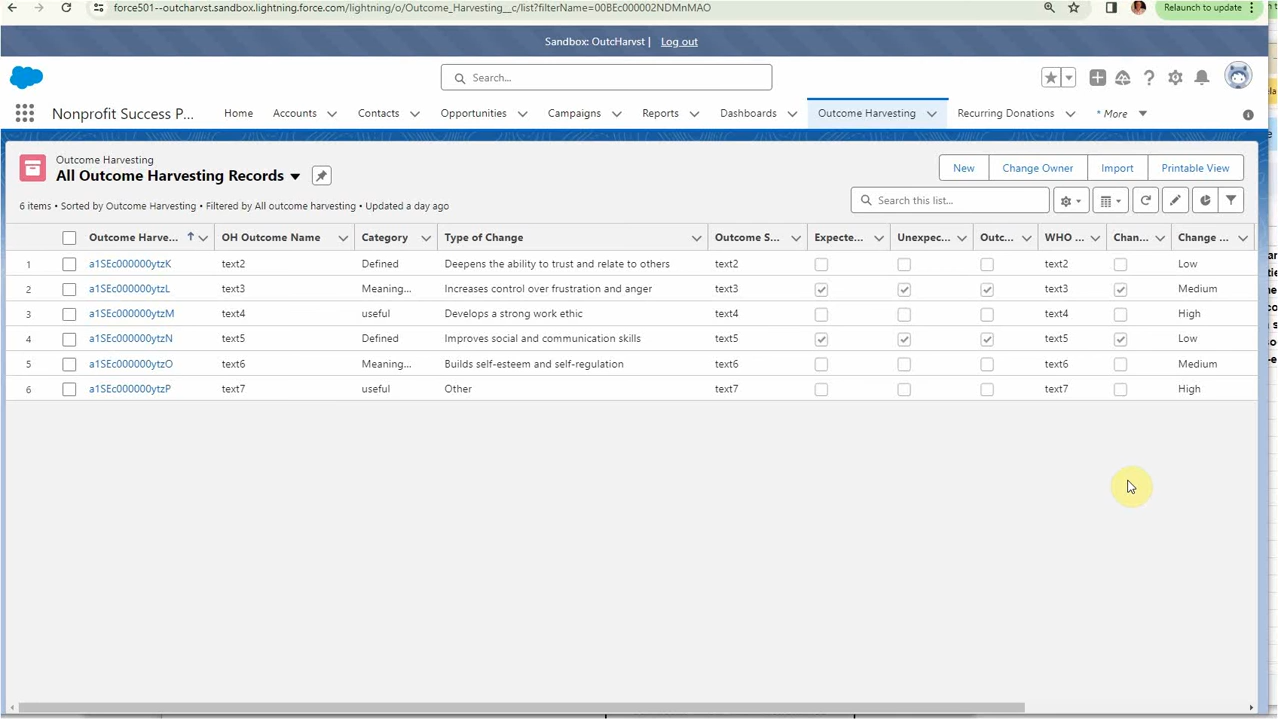 force501--outcharvst.sandbox.lightning.force.com/lightning/o/Outcome_Harvesting__c/list?filterName=00BEc000002NDMnMAO
Relaunch to update
Sandbox: OutcHarvst | Log out
Search...
Nonprofit Success P... Home Accounts Contacts Opportunities Campaigns Reports Dashboards Outcome Harvesting Recurring Donations * More
Outcome Harvesting
All Outcome Harvesting Records
New Change Owner Import Printable View
6 items • Sorted by Outcome Harvesting • Filtered by All outcome harvesting • Updated a day ago
Search this list...
Outcome Harve... OH Outcome Name Category Type of Change Outcome S... Expecte... Unexpec... Outc... WHO ... Chan... Change ...
1 a1SEc000000ytzK text2 Defined Deepens the ability to trust and relate to others text2 text2 Low
2 a1SEc000000ytzL text3 Meaning... Increases control over frustration and anger text3 text3 Medium
3 a1SEc000000ytzM text4 useful Develops a strong work ethic text4 text4 High
4 a1SEc000000ytzN text5 Defined Improves social and communication skills text5 text5 Low
5 a1SEc000000ytzO text6 Meaning... Builds self-esteem and self-regulation text6 text6 Medium
6 a1SEc000000ytzP text7 useful Other text7 text7 High